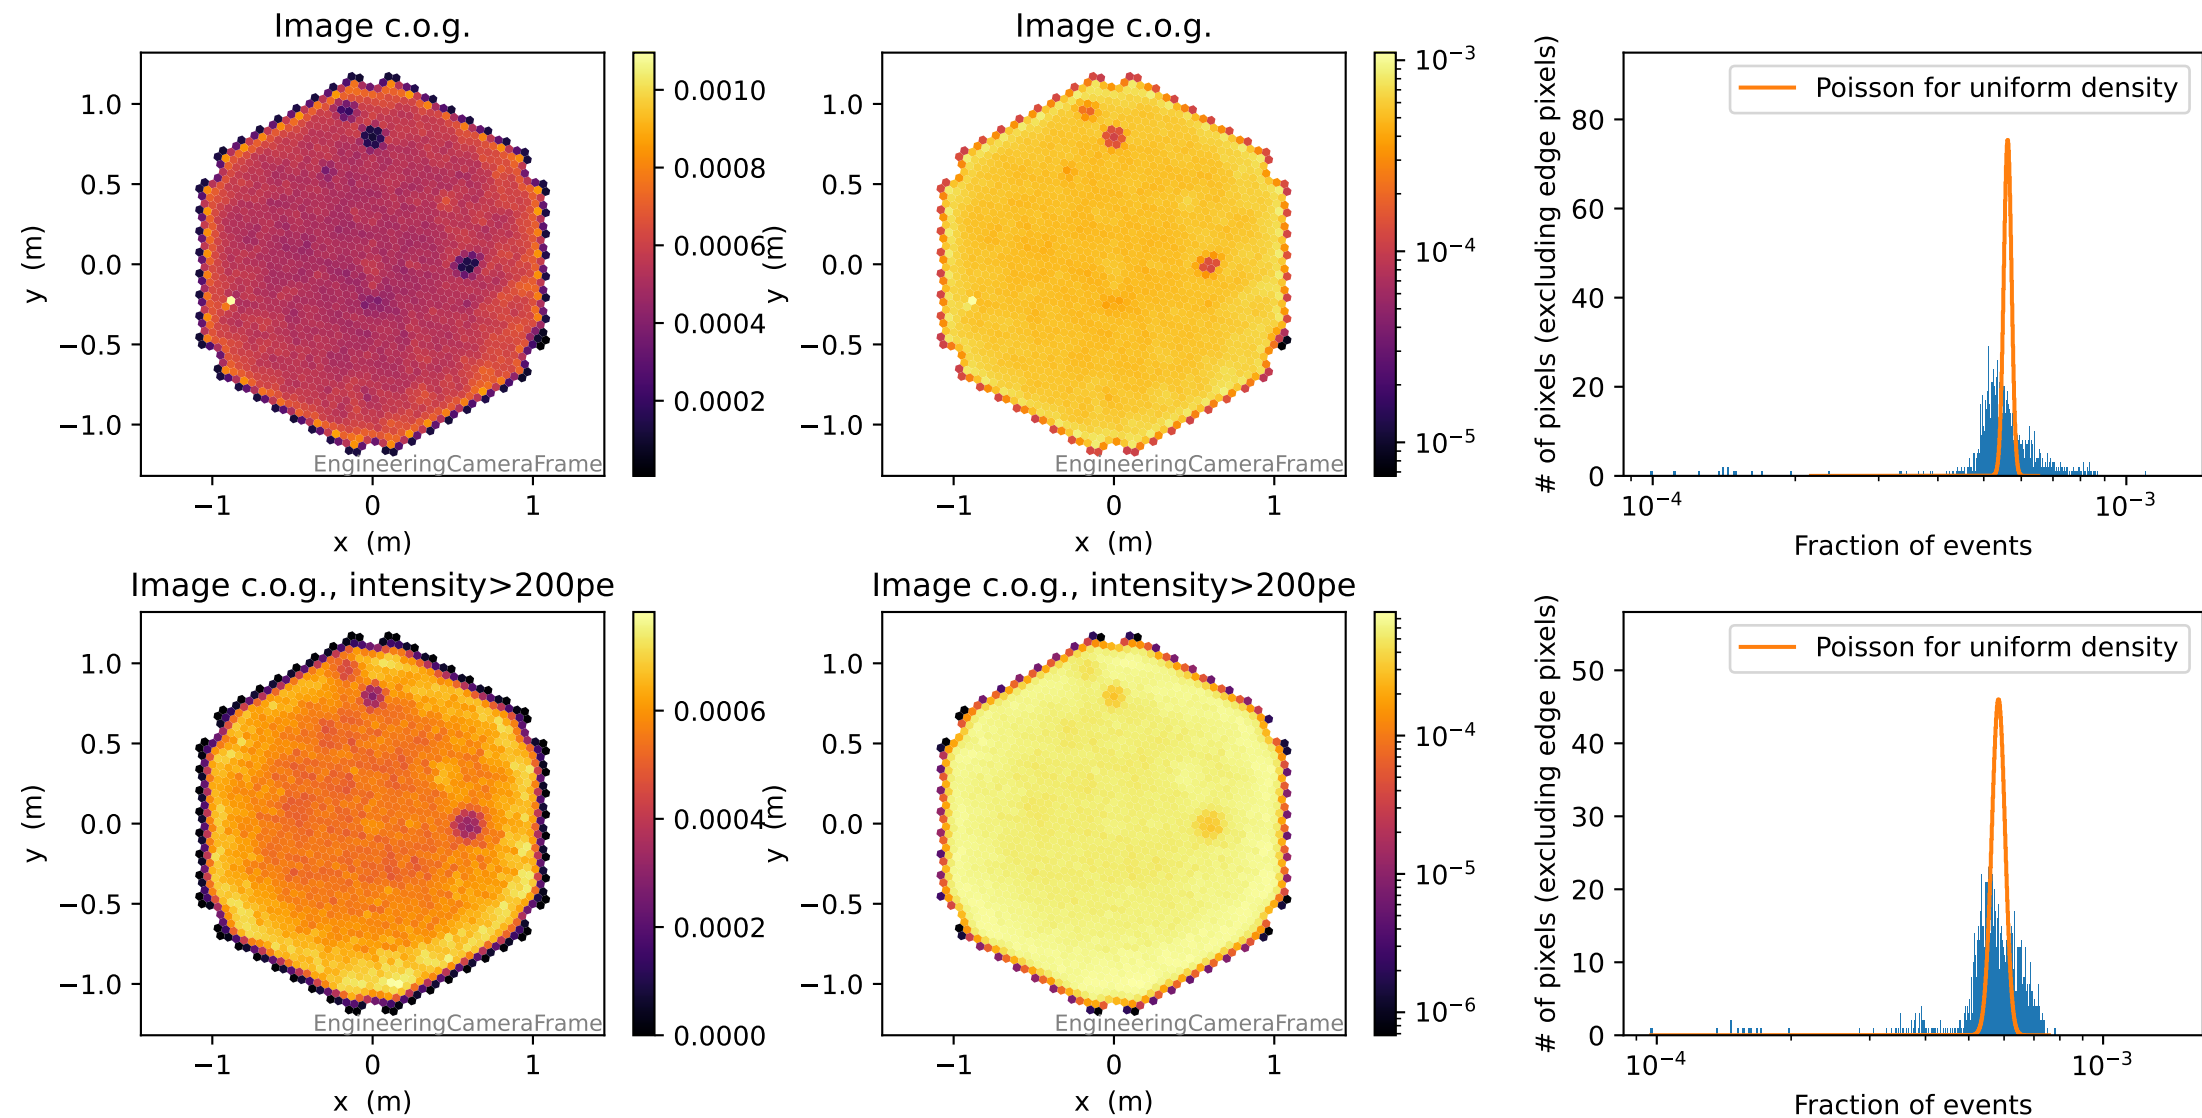 Image c.o.g.
1.0
0.5
0.0
−0.5
−1.0
y (m)
−1
0
1
x (m)
EngineeringCameraFrame
0.0010
0.0008
0.0006
0.0004
0.0002
Image c.o.g.
1.0
0.5
0.0
−0.5
−1.0
y (m)
−1
0
1
x (m)
EngineeringCameraFrame
10⁻³
10⁻⁴
10⁻⁵
Poisson for uniform density
80
60
40
20
0
# of pixels (excluding edge pixels)
10⁻⁴
10⁻³
Fraction of events
Image c.o.g., intensity>200pe
1.0
0.5
0.0
−0.5
−1.0
y (m)
−1
0
1
x (m)
EngineeringCameraFrame
0.0006
0.0004
0.0002
0.0000
Image c.o.g., intensity>200pe
1.0
0.5
0.0
−0.5
−1.0
y (m)
−1
0
1
x (m)
EngineeringCameraFrame
10⁻⁴
10⁻⁵
10⁻⁶
Poisson for uniform density
50
40
30
20
10
0
# of pixels (excluding edge pixels)
10⁻⁴
10⁻³
Fraction of events